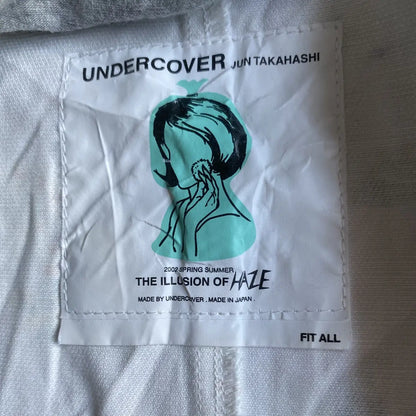 UNDERCOVER JUN TAKAHASHI
2002 SPRING SUMMER
THE ILLUSION OF HAZE
MADE BY UNDERCOVER . MADE IN JAPAN .
FIT ALL